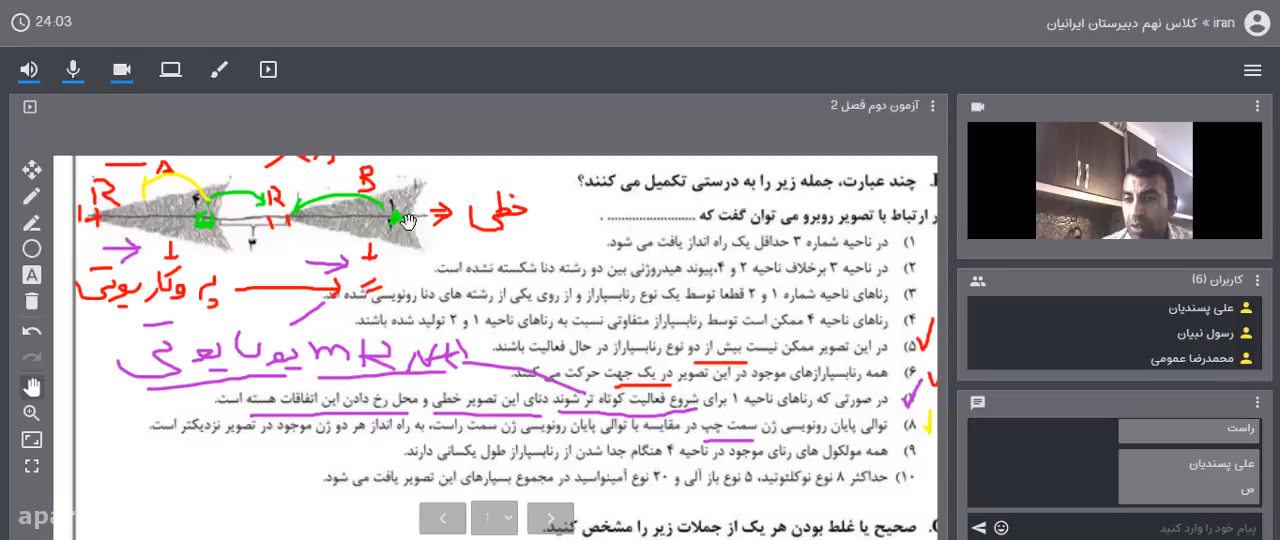 24:03
iran » کلاس نهم دبیرستان ایرانیان
آزمون دوم فصل 2
چند عبارت، جمله زیر را به درستی تکمیل می کنند؟
ر ارتباط با تصویر روبرو می توان گفت که ........................ .
A
B
R
R
۳
1
1
خطی
پروکاریوتی
mRNA یوکاریوتی
۱) در ناحیه شماره ۳ حداقل یک راه انداز یافت می شود.
۲) در ناحیه ۳ برخلاف ناحیه ۲ و ۴، پیوند هیدروژنی بین دو رشته دنا شکسته نشده است.
۳) رناهای ناحیه شماره ۱ و ۲ قطعا توسط یک نوع رنابسپاراز و از روی یکی از رشته های دنا رونویسی شده اند.
۴) رناهای ناحیه ۴ ممکن است توسط رنابسپاراز متفاوتی نسبت به رناهای ناحیه ۱ و ۲ تولید شده باشند.
۵) در این تصویر ممکن نیست بیش از دو نوع رنابسپاراز در حال فعالیت باشند.
۶) همه رنابسپارازهای موجود در این تصویر در یک جهت حرکت می کنند.
۷) در صورتی که رناهای ناحیه ۱ برای شروع فعالیت کوتاه تر شوند دنای این تصویر خطی و محل رخ دادن این اتفاقات هسته است.
۸) توالی پایان رونویسی ژن سمت چپ در مقایسه با توالی پایان رونویسی ژن سمت راست، به راه انداز هر دو ژن موجود در تصویر نزدیکتر است.
۹) همه مولکول های رنای موجود در ناحیه ۴ هنگام جدا شدن از رنابسپاراز طول یکسانی دارند.
۱۰) حداکثر ۸ نوع نوکلئوتید، ۵ نوع باز آلی و ۲۰ نوع آمینواسید در مجموع بسپارهای این تصویر یافت می شود.
صحیح یا غلط بودن هر یک از جملات زیر را مشخص کنید.
۱
کاربران (6)
علی پسندیان
رسول نبیان
محمدرضا عمومی
راست
علی پسندیان
ص
پیام خود را وارد کنید